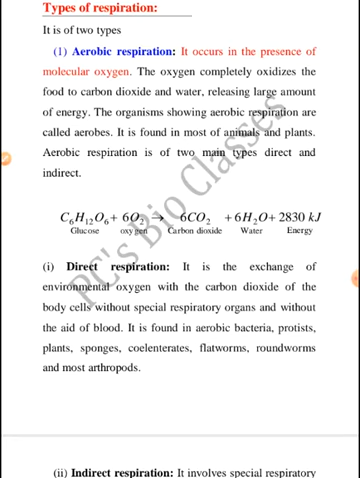 Types of respiration:
It is of two types
(1) Aerobic respiration: It occurs in the presence of
molecular oxygen. The oxygen completely oxidizes the
food to carbon dioxide and water, releasing large amount
of energy. The organisms showing aerobic respiration are
called aerobes. It is found in most of animals and plants.
Aerobic respiration is of two main types direct and
indirect.
C₆H₁₂O₆ + 6O₂ → 6CO₂ + 6H₂O + 2830 kJ
Glucose oxygen Carbon dioxide Water Energy
(i) Direct respiration: It is the exchange of
environmental oxygen with the carbon dioxide of the
body cells without special respiratory organs and without
the aid of blood. It is found in aerobic bacteria, protists,
plants, sponges, coelenterates, flatworms, roundworms
and most arthropods.
(ii) Indirect respiration: It involves special respiratory
PC's Bio Classes